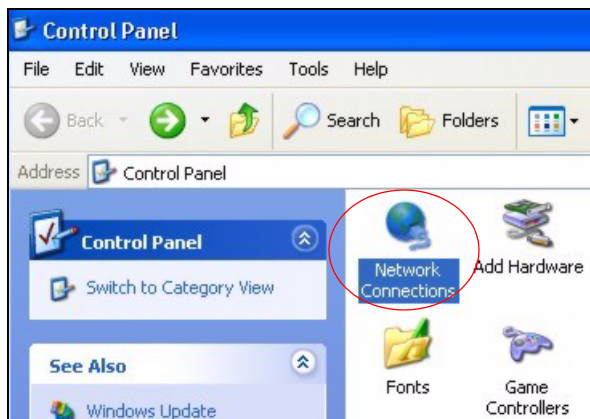 Control Panel
File Edit View Favorites Tools Help
Back Search Folders
Address Control Panel
Control Panel
Switch to Category View
See Also
Windows Update
Network
Connections
Add Hardware
Fonts
Game
Controllers